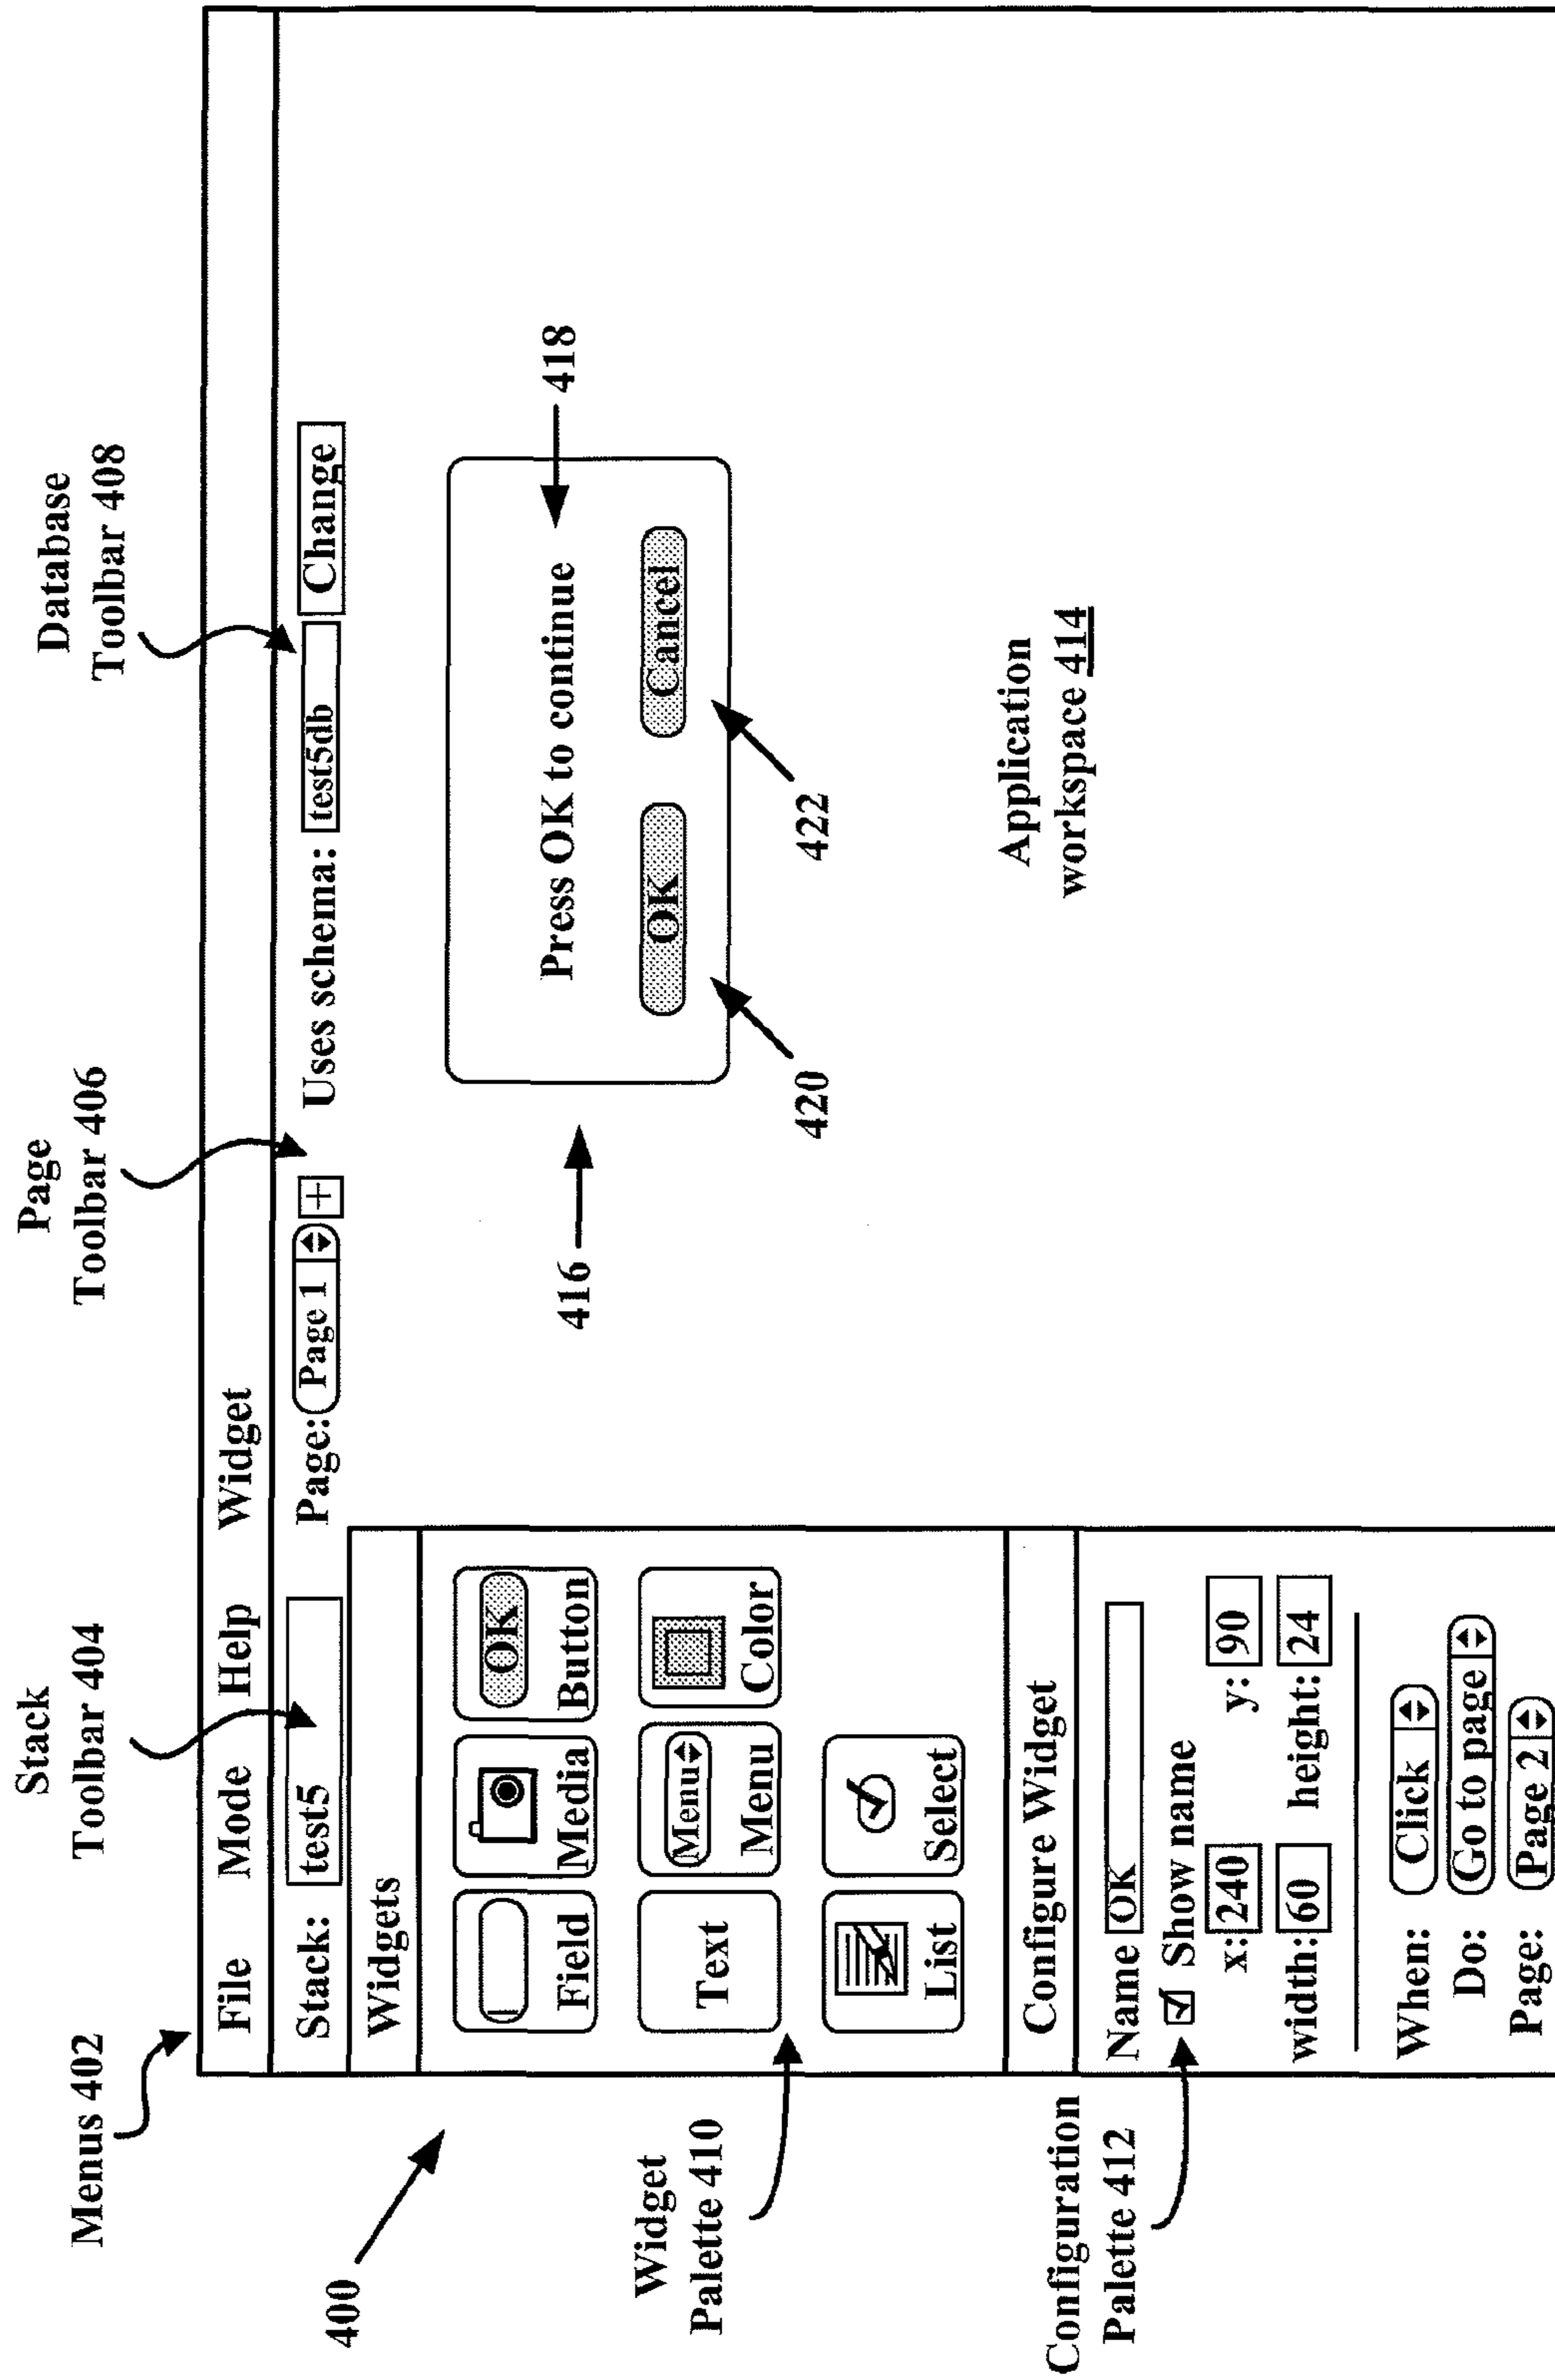 Stack
Toolbar 404
Page
Toolbar 406
Database
Toolbar 408
Menus 402
File Mode Help Widget
Stack: test5 Page: Page 1 + Uses schema: test5db Change
400
Widgets
Field Media OK Button
Text Menu Menu Color
List Select
Widget
Palette 410
416
Press OK to continue
418
OK Cancel
420 422
Application
workspace 414
Configuration
Palette 412
Configure Widget
Name OK
Show name
x: 240 y: 90
width: 60 height: 24
When: Click
Do: Go to page
Page: Page 2